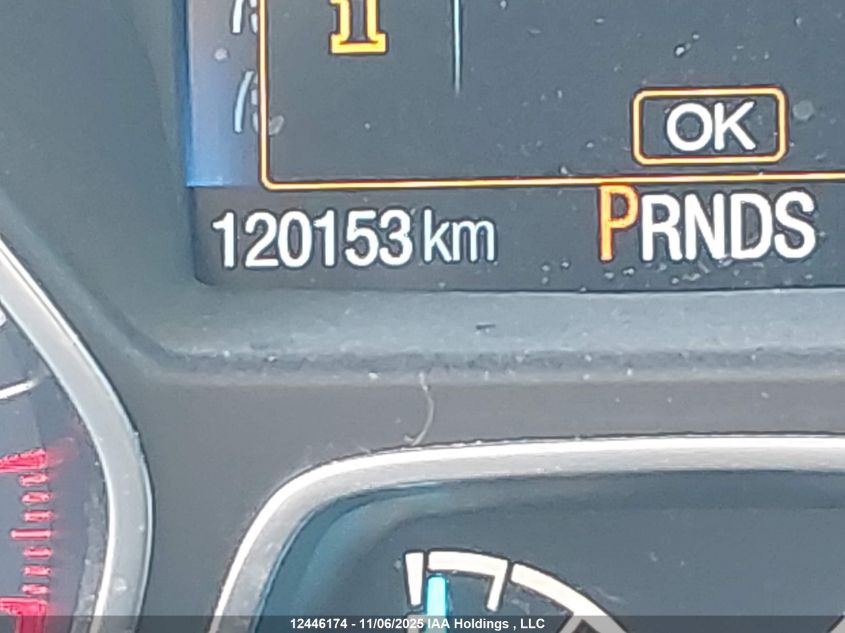 OK
120153 km PRNDS
12446174 - 11/06/2025 IAA Holdings , LLC